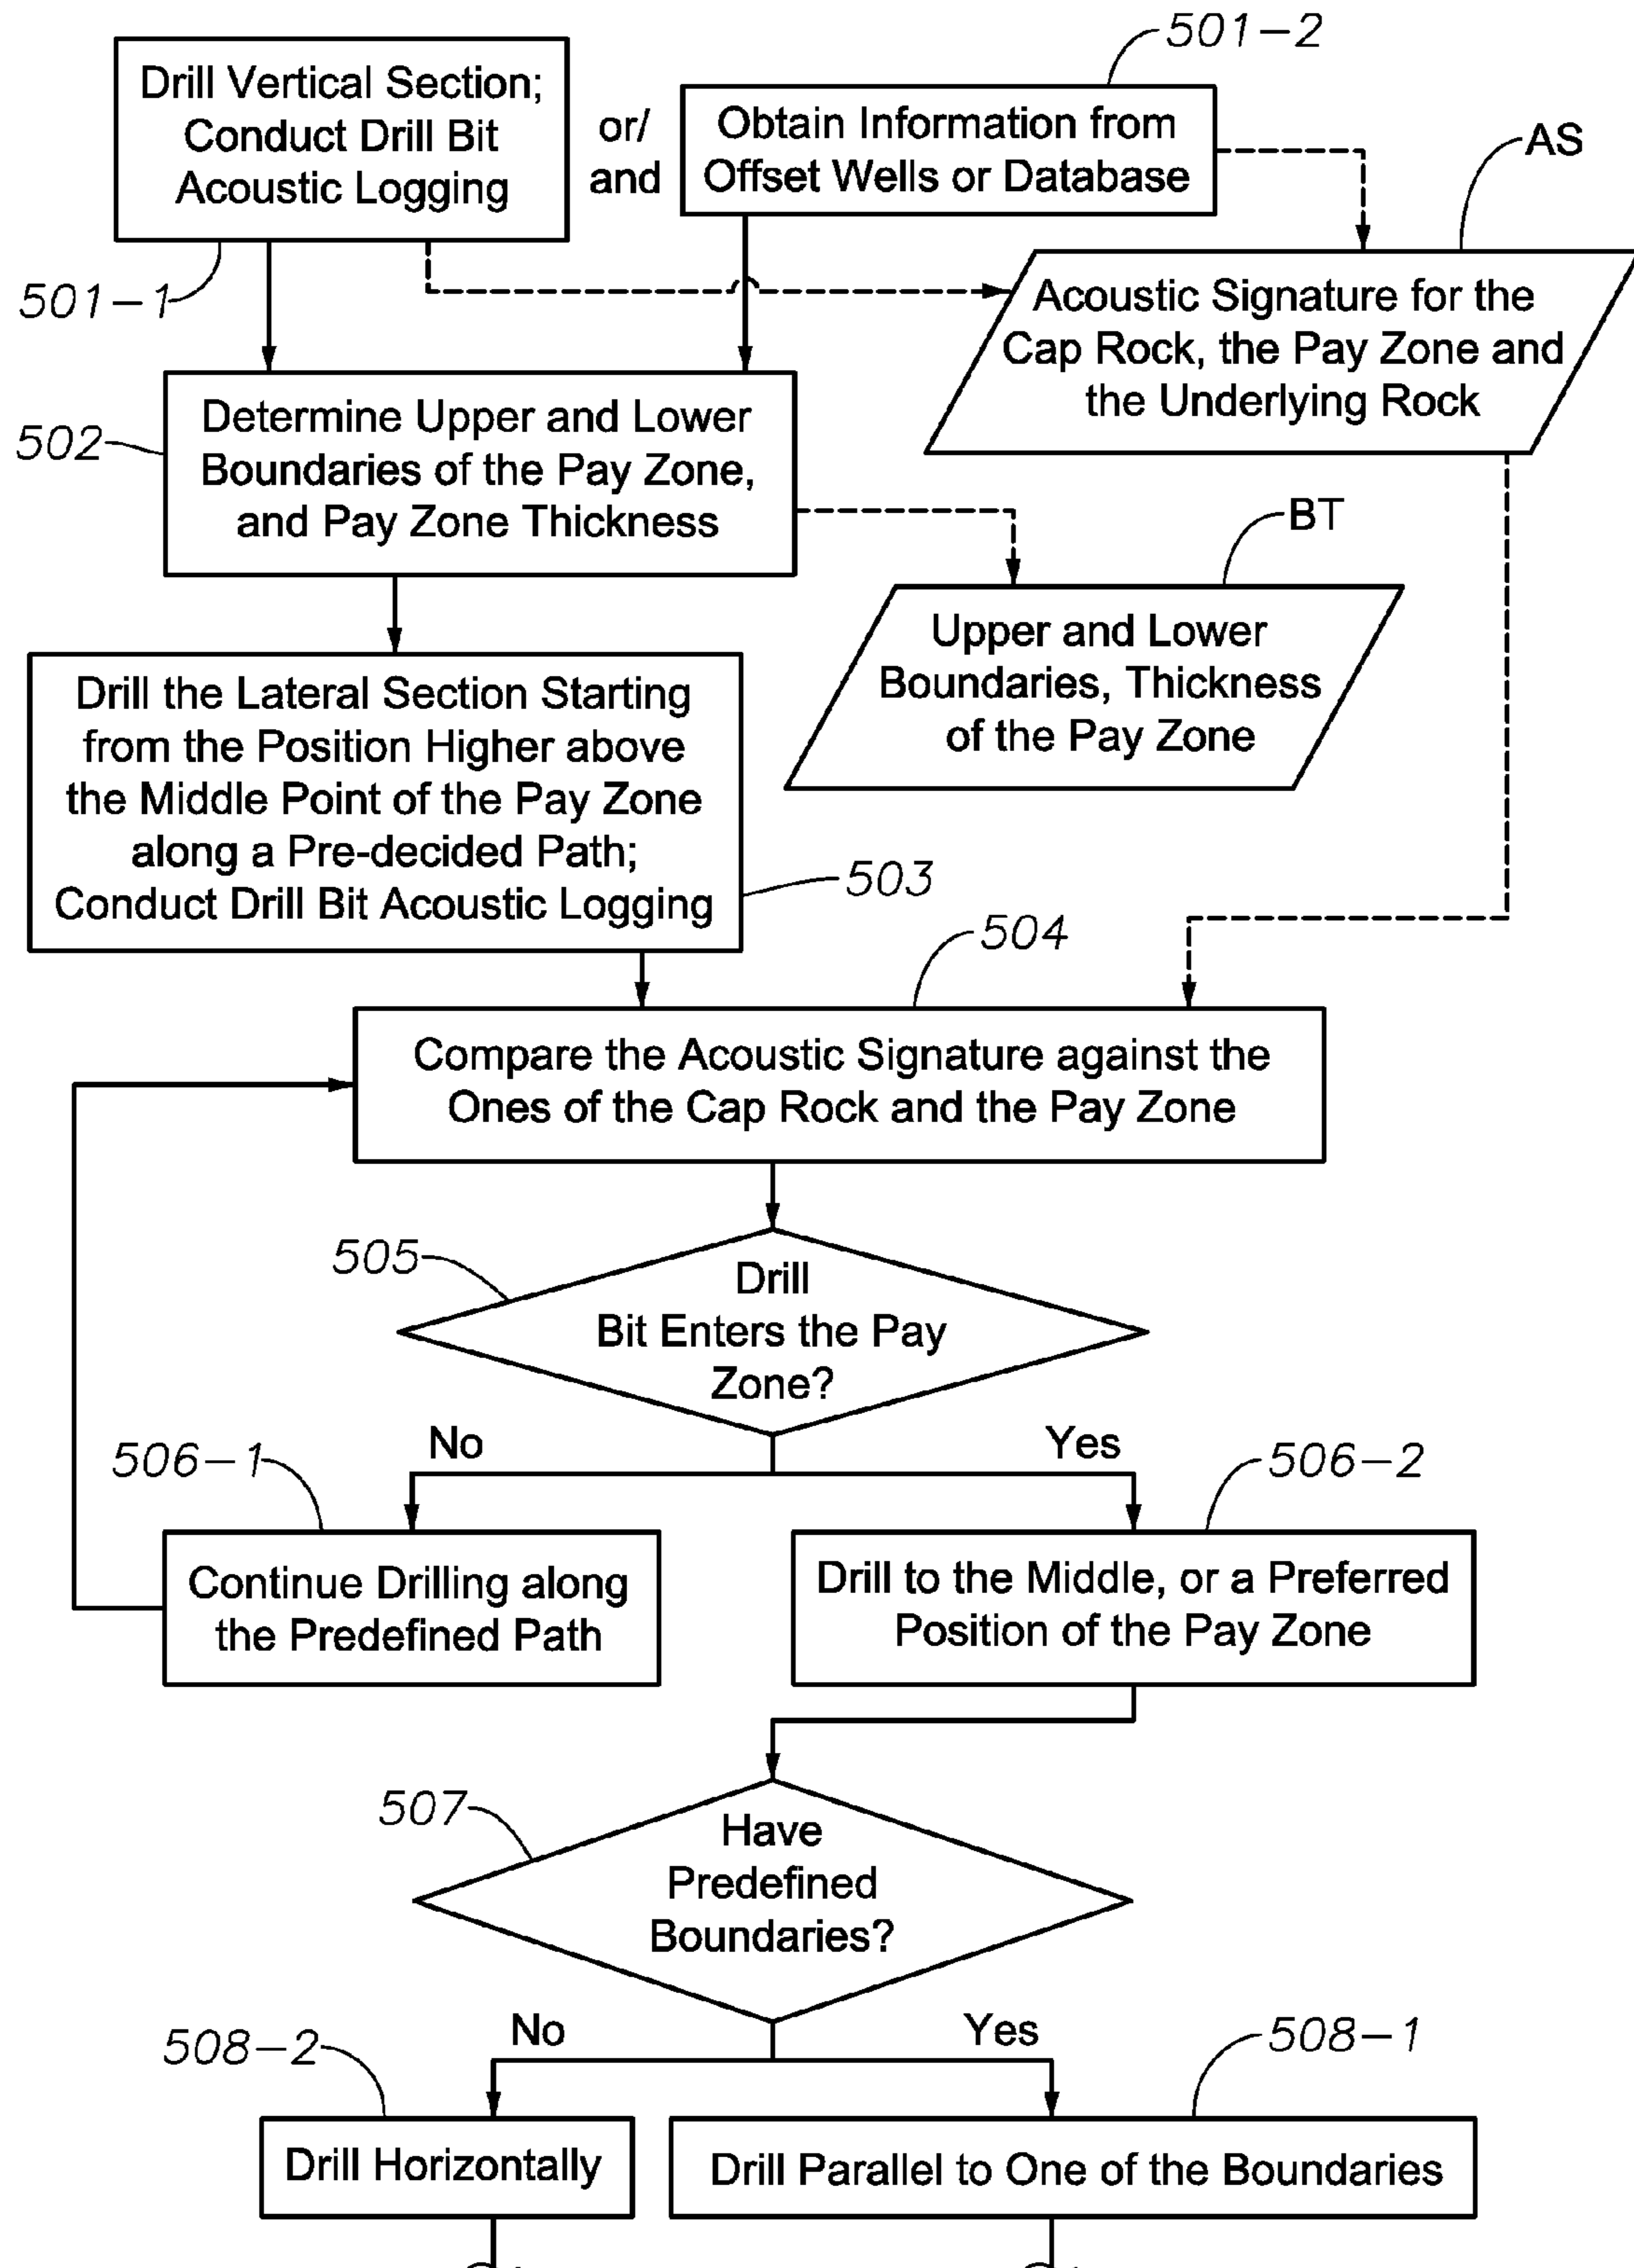 501-2
Drill Vertical Section;
Conduct Drill Bit
Acoustic Logging
or/
and
Obtain Information from
Offset Wells or Database
AS
501-1
Acoustic Signature for the
Cap Rock, the Pay Zone and
the Underlying Rock
502
Determine Upper and Lower
Boundaries of the Pay Zone,
and Pay Zone Thickness
BT
Upper and Lower
Boundaries, Thickness
of the Pay Zone
Drill the Lateral Section Starting
from the Position Higher above
the Middle Point of the Pay Zone
along a Pre-decided Path;
Conduct Drill Bit Acoustic Logging
503
504
Compare the Acoustic Signature against the
Ones of the Cap Rock and the Pay Zone
505
Drill
Bit Enters the Pay
Zone?
No
Yes
506-1
506-2
Continue Drilling along
the Predefined Path
Drill to the Middle, or a Preferred
Position of the Pay Zone
507
Have
Predefined
Boundaries?
No
Yes
508-2
508-1
Drill Horizontally
Drill Parallel to One of the Boundaries